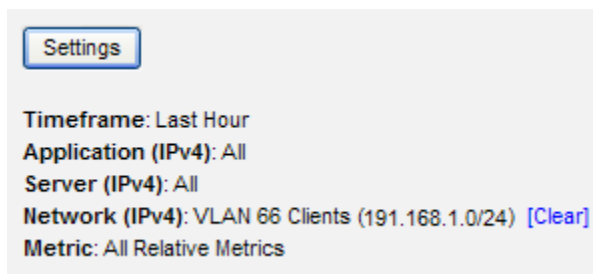 Settings
Timeframe: Last Hour
Application (IPv4): All
Server (IPv4): All
Network (IPv4): VLAN 66 Clients (191.168.1.0/24) [Clear]
Metric: All Relative Metrics